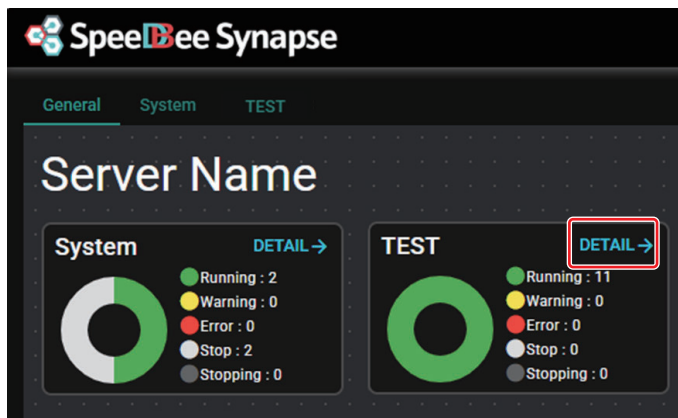 SpeeDBee Synapse
General System TEST
Server Name
System DETAIL→
Running : 2
Warning : 0
Error : 0
Stop : 2
Stopping : 0
TEST DETAIL→
Running : 11
Warning : 0
Error : 0
Stop : 0
Stopping : 0